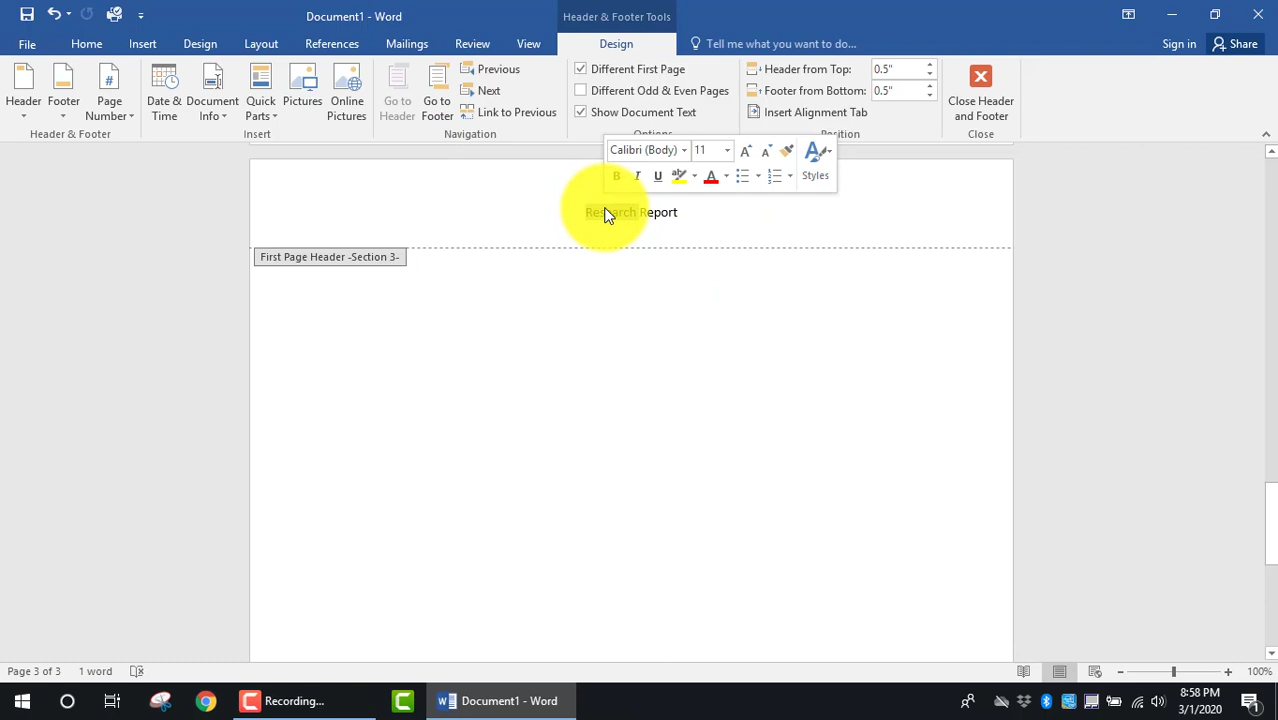 Document1 - Word
Header & Footer Tools
File
Home
Insert
Design
Layout
References
Mailings
Review
View
Design
Tell me what you want to do...
Sign in
Share
Header
Footer
Page
Number
Header & Footer
Date &
Time
Document
Info
Quick
Parts
Pictures
Online
Pictures
Insert
Go to
Header
Go to
Footer
Previous
Next
Link to Previous
Navigation
Different First Page
Different Odd & Even Pages
Show Document Text
Options
Header from Top:
0.5"
Footer from Bottom:
0.5"
Insert Alignment Tab
Position
Close Header
and Footer
Close
Calibri (Body)
11
B I U
Styles
Research Report
First Page Header -Section 3-
Page 3 of 3
1 word
100%
Recording...
Document1 - Word
8:58 PM
3/1/2020
1